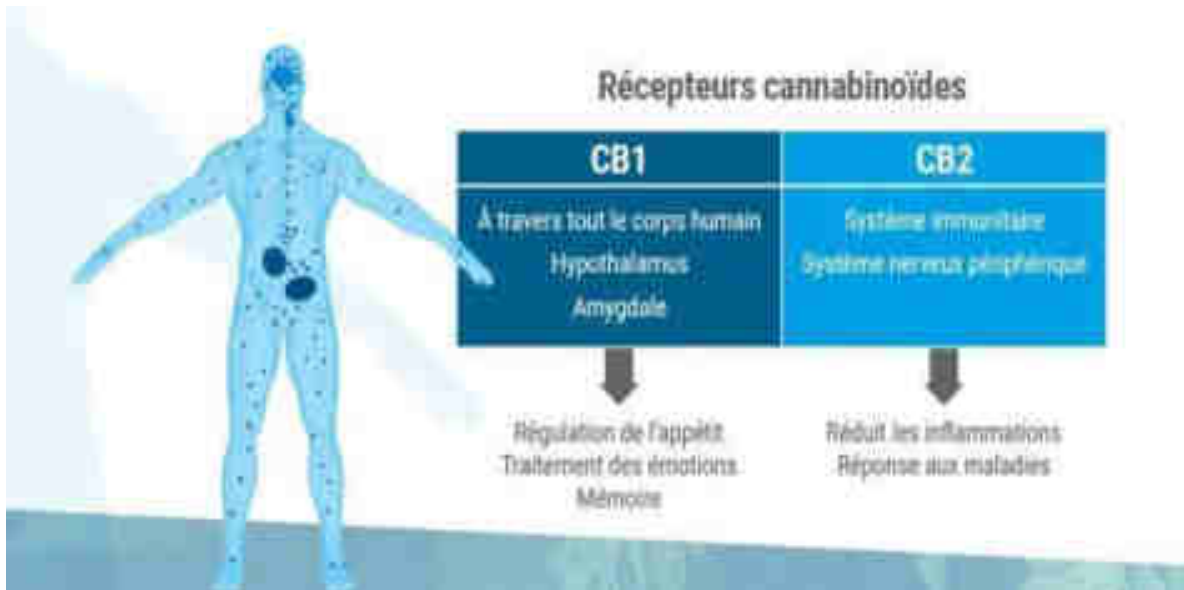 Récepteurs cannabinoïdes
CB1
À travers tout le corps humain
Hypothalamus
Amygdale
Régulation de l'appétit
Traitement des émotions
Mémoire
CB2
Système immunitaire
Système nerveux périphérique
Réduit les inflammations
Réponse aux maladies